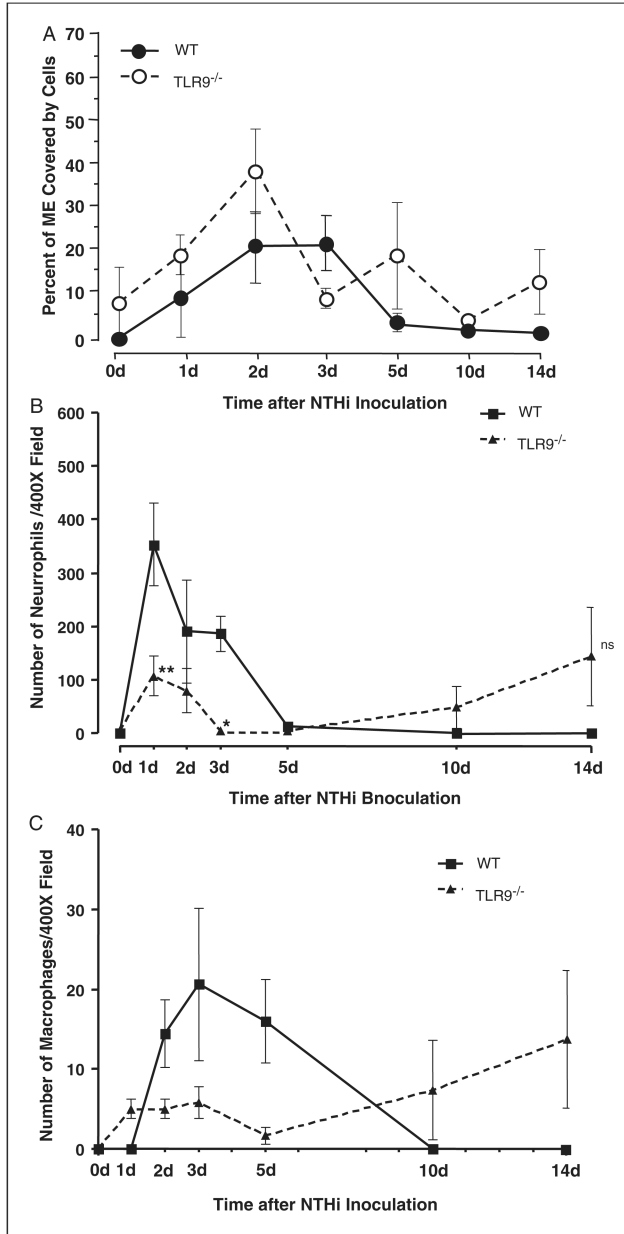 A
70
60
50
40
30
20
10
0
Percent of ME Covered by Cells
WT
TLR9-/-
0d 1d 2d 3d 5d 10d 14d
Time after NTHi Inoculation
B
600
500
400
300
200
100
0
Number of Neurrophils /400X Field
WT
TLR9-/-
**
*
ns
0d 1d 2d 3d 5d 10d 14d
Time after NTHi Bnoculation
C
40
30
20
10
0
Number of Macrophages/400X Field
WT
TLR9-/-
0d 1d 2d 3d 5d 10d 14d
Time after NTHi Inoculation